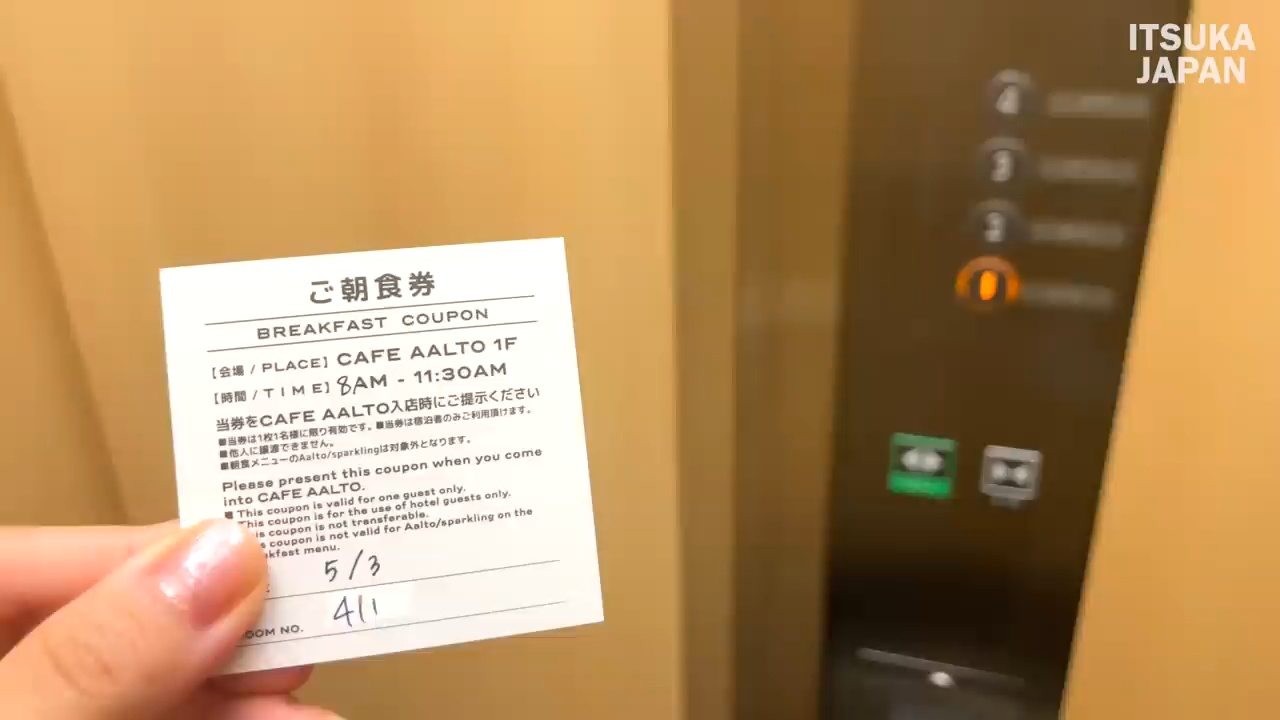 ITSUKA
JAPAN
4
3
ご朝食券
BREAKFAST COUPON
【会場 / PLACE】 CAFE AALTO 1F
【時間 / TIME】 8AM - 11:30AM
当券をCAFE AALTO入店時にご提示ください
■当券は1枚1名様に限り有効です。■当券は宿泊者のみご利用頂けます。
■他人に譲渡できません。
■朝食メニューのAalto/sparklingは対象外となります。
Please present this coupon when you come
into CAFE AALTO.
■ This coupon is valid for one guest only.
This coupon is for the use of hotel guests only.
coupon is not transferable.
coupon is not valid for Aalto/sparkling on the
menu.
5/3
NO. 411